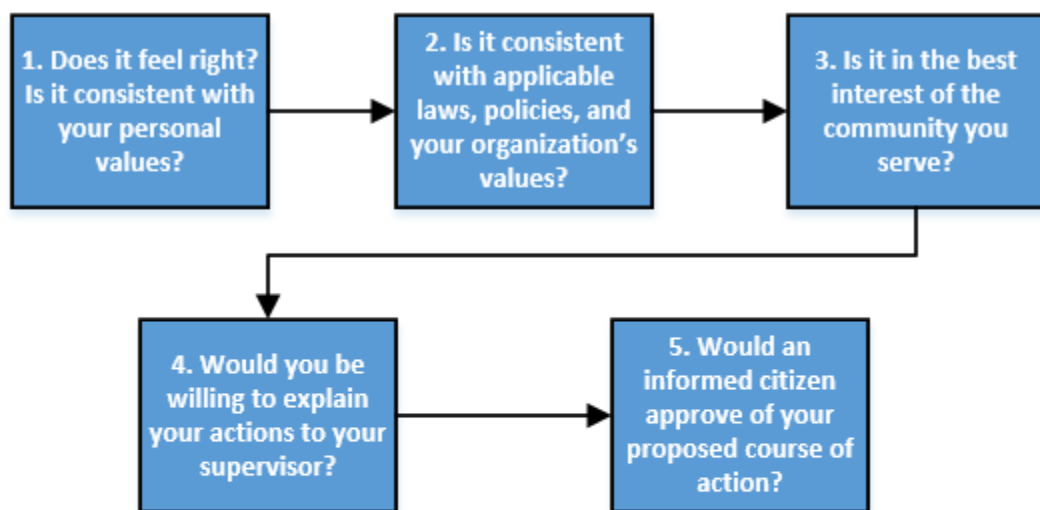 1. Does it feel right?
Is it consistent with
your personal
values?
2. Is it consistent
with applicable
laws, policies, and
your organization’s
values?
3. Is it in the best
interest of the
community you
serve?
4. Would you be
willing to explain
your actions to your
supervisor?
5. Would an
informed citizen
approve of your
proposed course of
action?